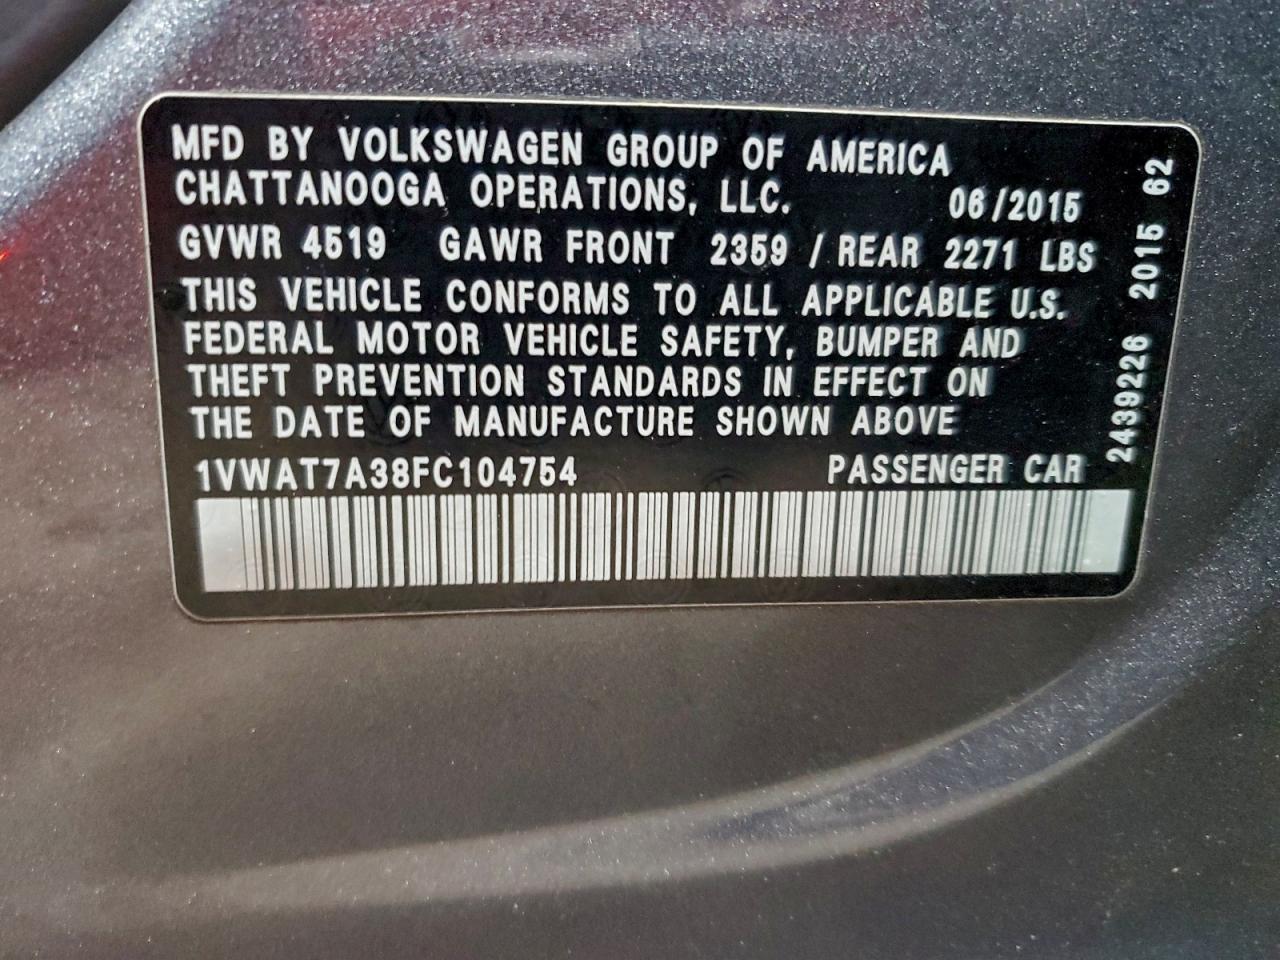 MFD BY VOLKSWAGEN GROUP OF AMERICA
CHATTANOOGA OPERATIONS, LLC. 06/2015
GVWR 4519 GAWR FRONT 2359 / REAR 2271 LBS
THIS VEHICLE CONFORMS TO ALL APPLICABLE U.S.
FEDERAL MOTOR VEHICLE SAFETY, BUMPER AND
THEFT PREVENTION STANDARDS IN EFFECT ON
THE DATE OF MANUFACTURE SHOWN ABOVE
1VWAT7A38FC104754 PASSENGER CAR
2439226 2015 62